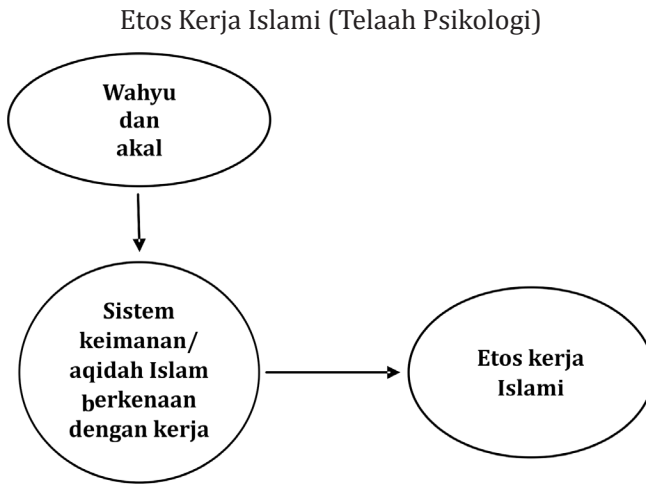 Etos Kerja Islami (Telaah Psikologi)
Wahyu
dan
akal
Sistem
keimanan/
aqidah Islam
berkenaan
dengan kerja
Etos kerja
Islami